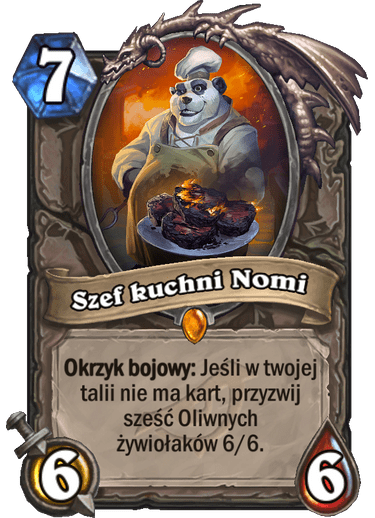 7
Szef kuchni Nomi
Okrzyk bojowy: Jeśli w twojej
talii nie ma kart, przyzwij
sześć Oliwnych
żywiołaków 6/6.
6
6